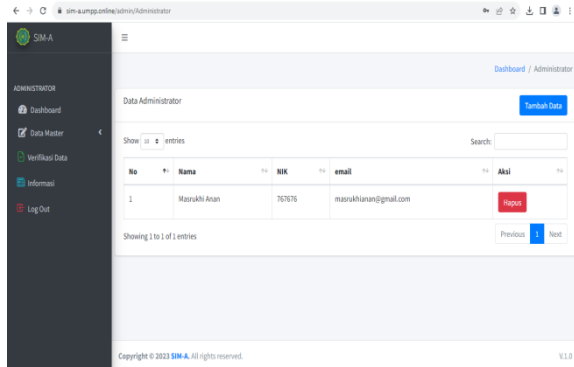 sim-a.umpp.online/admin/Administrator
SIM-A
Dashboard / Administrator
ADMINISTRATOR
Dashboard
Data Master
Verifikasi Data
Informasi
Log Out
Data Administrator
Tambah Data
Show 10 entries
Search:
No Nama NIK email Aksi
1 Masrukhi Anan 767676 masrukhianan@gmail.com Hapus
Showing 1 to 1 of 1 entries
Previous 1 Next
Copyright © 2023 SIM-A. All rights reserved.
V.1.0